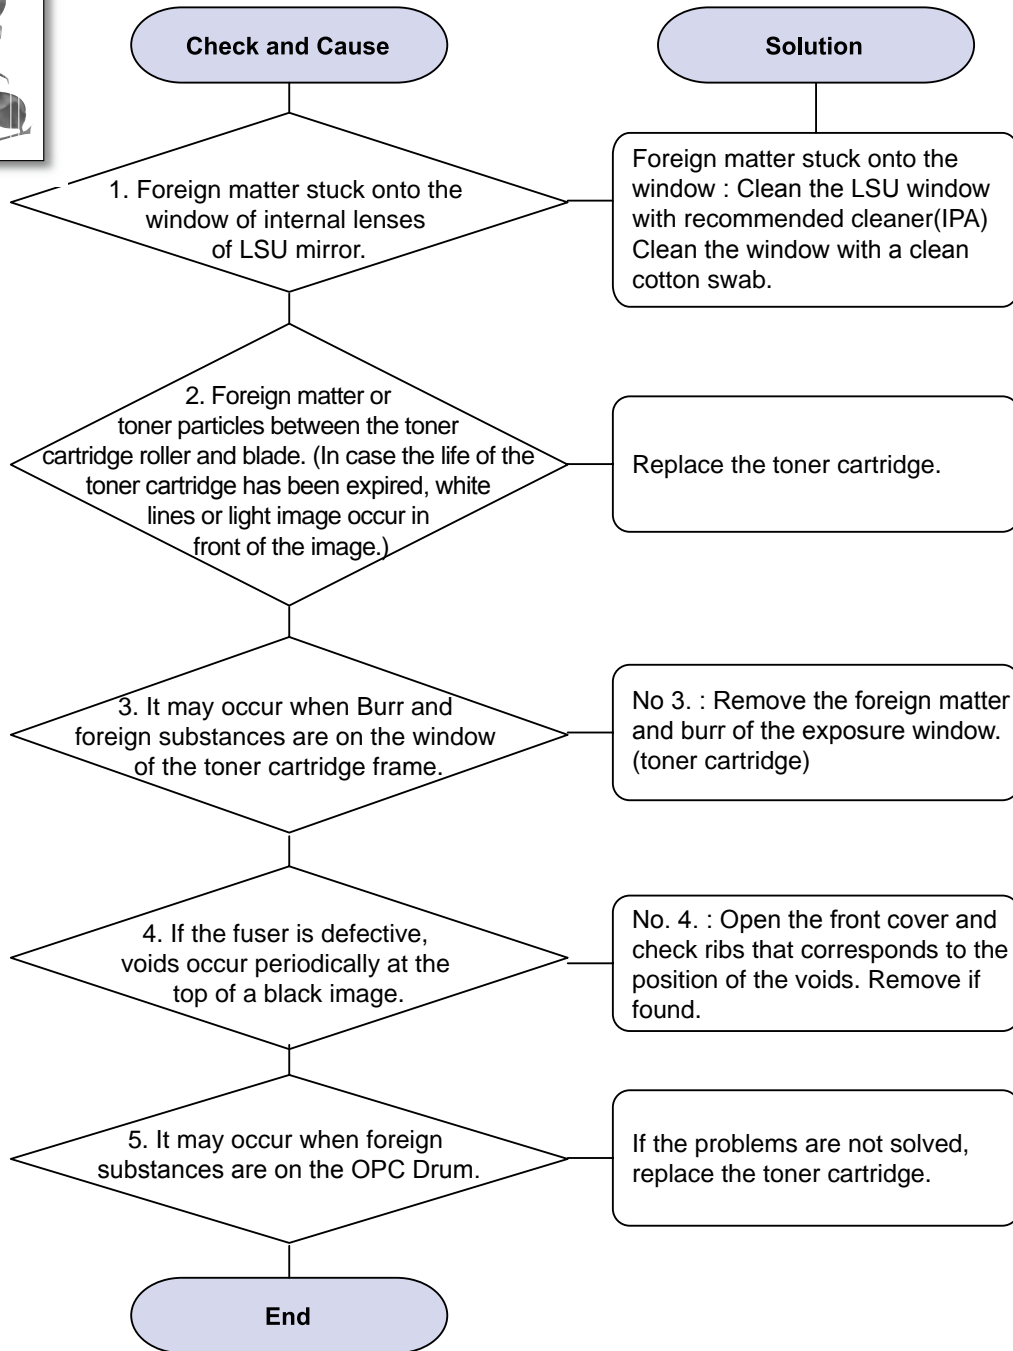 Check and Cause
Solution
1. Foreign matter stuck onto the
window of internal lenses
of LSU mirror.
Foreign matter stuck onto the
window : Clean the LSU window
with recommended cleaner(IPA)
Clean the window with a clean
cotton swab.
2. Foreign matter or
toner particles between the toner
cartridge roller and blade. (In case the life of the
toner cartridge has been expired, white
lines or light image occur in
front of the image.)
Replace the toner cartridge.
3. It may occur when Burr and
foreign substances are on the window
of the toner cartridge frame.
No 3. : Remove the foreign matter
and burr of the exposure window.
(toner cartridge)
4. If the fuser is defective,
voids occur periodically at the
top of a black image.
No. 4. : Open the front cover and
check ribs that corresponds to the
position of the voids. Remove if
found.
5. It may occur when foreign
substances are on the OPC Drum.
If the problems are not solved,
replace the toner cartridge.
End